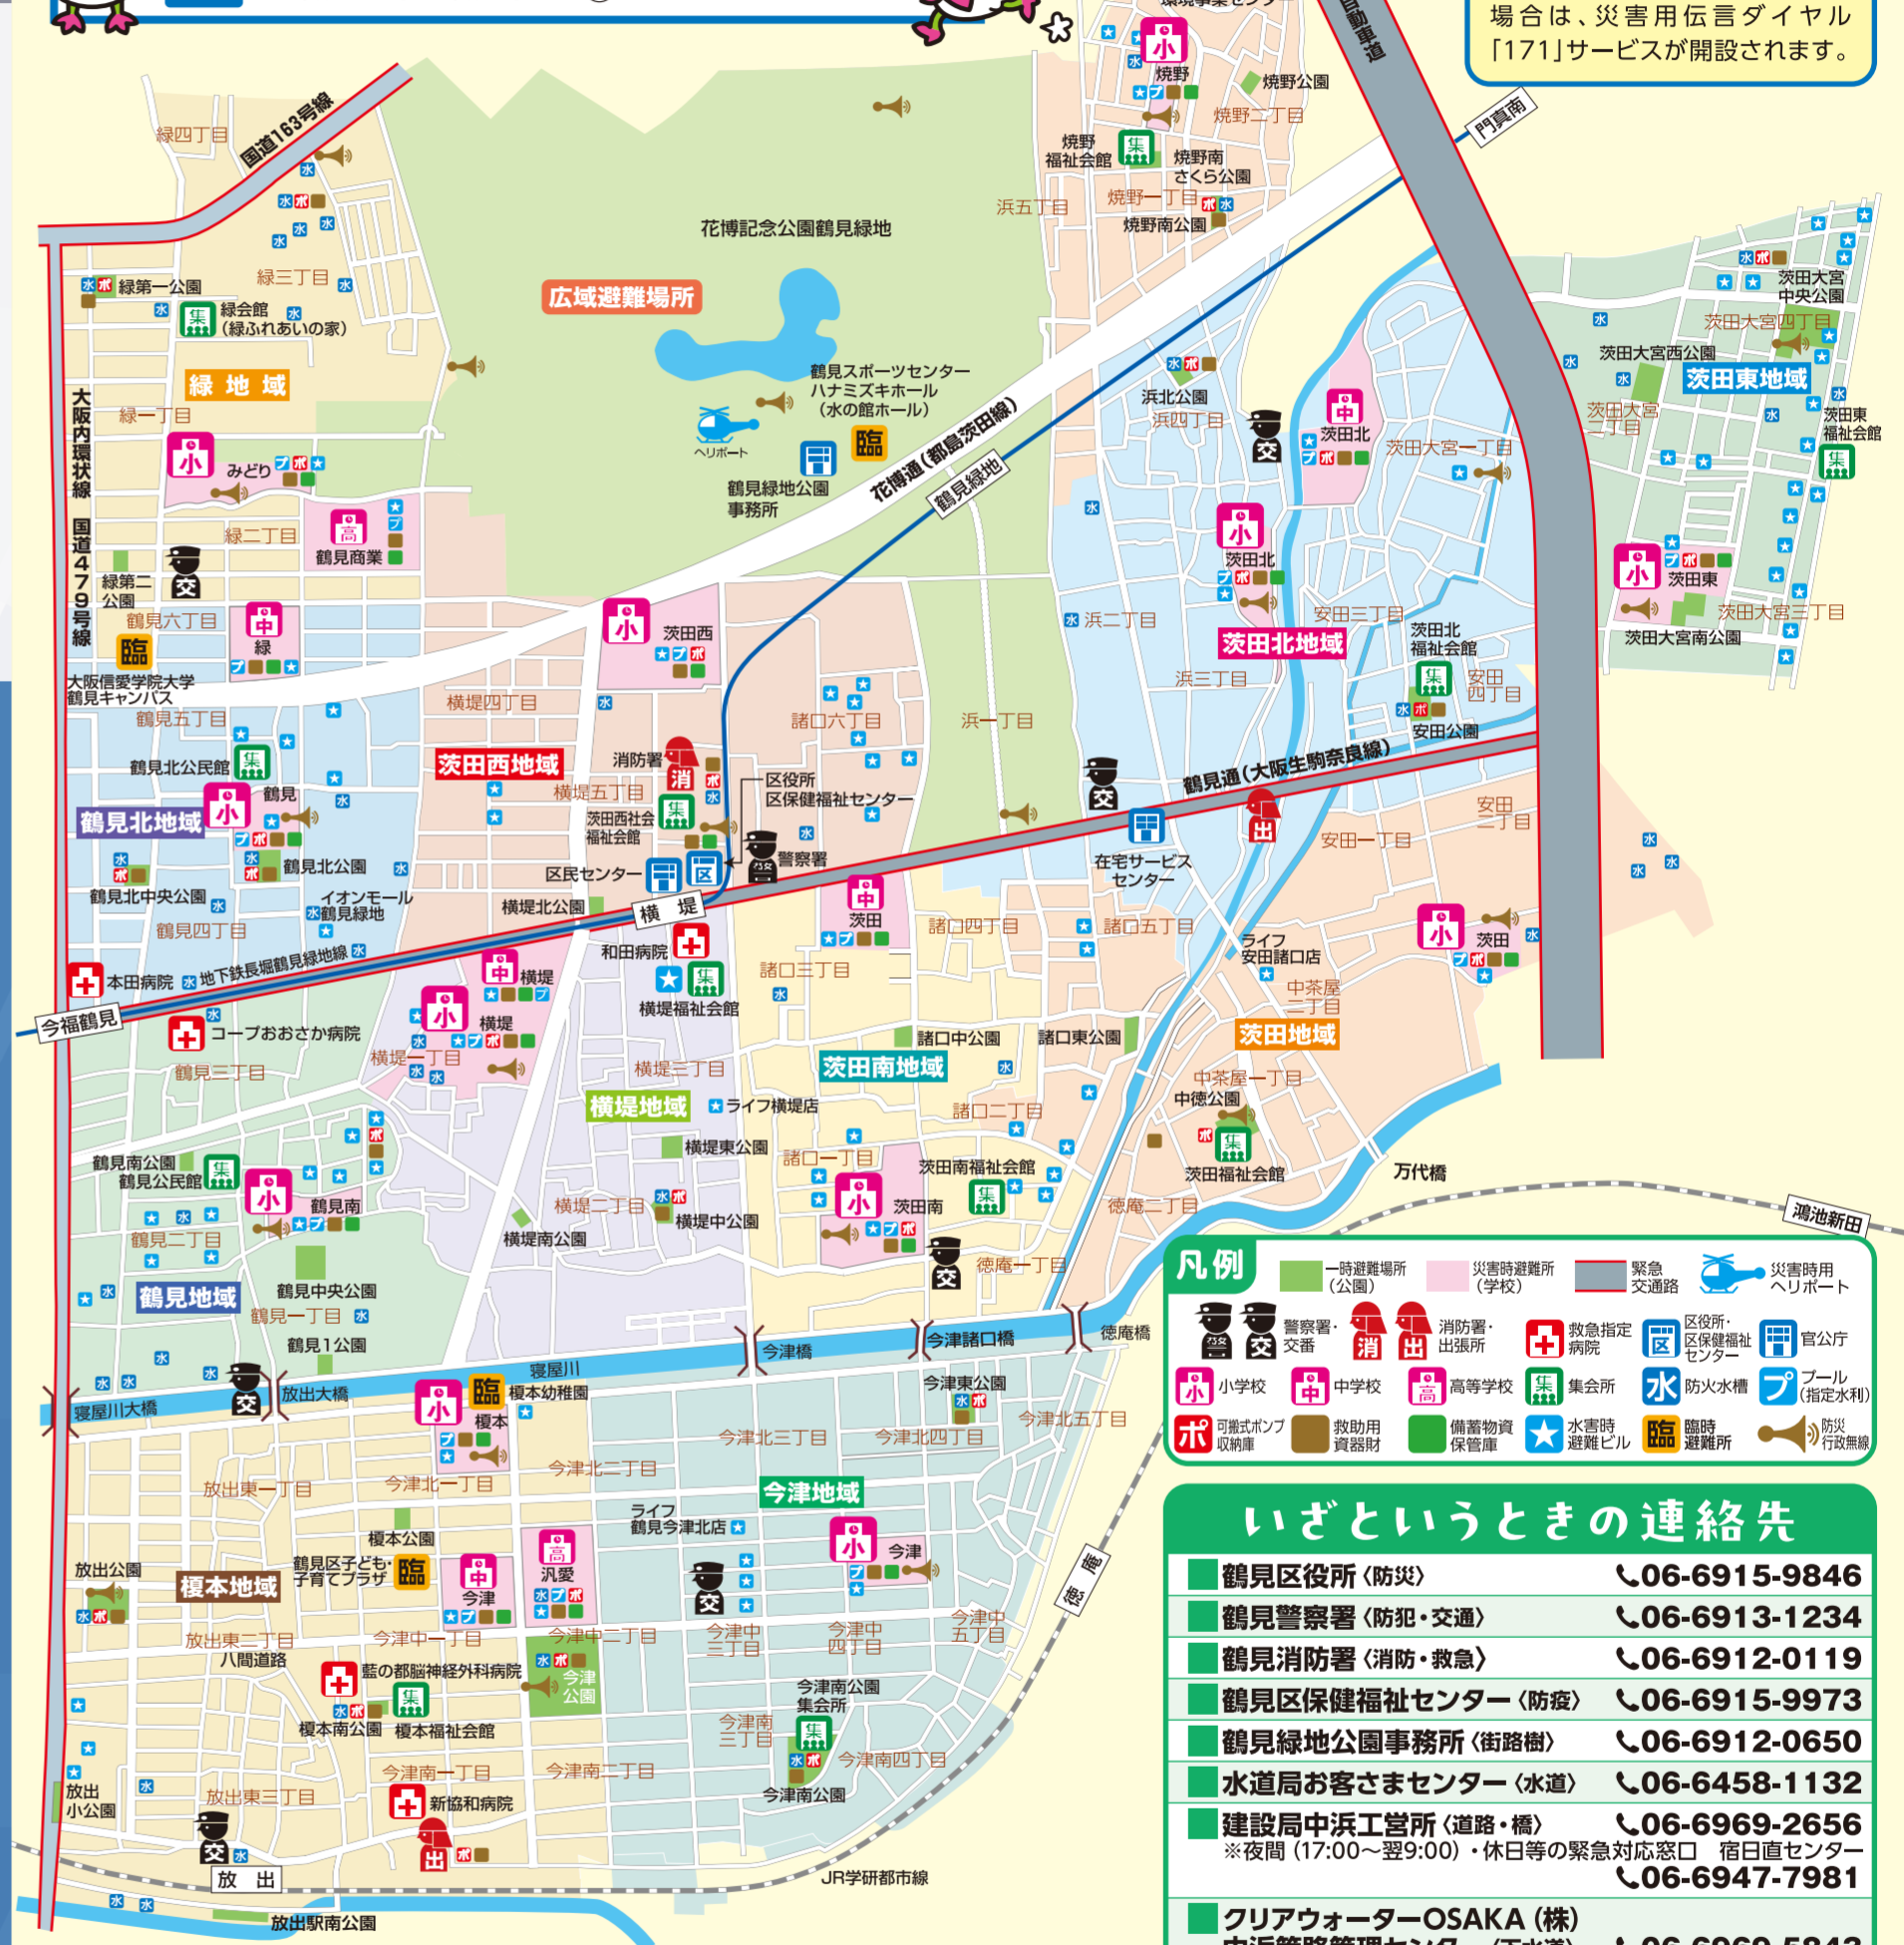 場合は、災害用伝言ダイヤル
「171」サービスが開設されます。
自動車道
門真南
焼野
焼野公園
焼野二丁目
焼野
福祉会館
焼野南
さくら公園
焼野一丁目
焼野南公園
浜五丁目
緑四丁目
国道163号線
花博記念公園鶴見緑地
広域避難場所
緑三丁目
緑第一公園
緑会館
(緑ふれあいの家)
緑地域
緑一丁目
大阪内環状線 国道479号線
みどり
緑二丁目
鶴見商業
緑第二
公園
鶴見スポーツセンター
ハナミズキホール
(水の館ホール)
ヘリポート
鶴見緑地公園
事務所
花博通(都島茨田線)
鶴見緑地
浜北公園
浜四丁目
茨田北
茨田大宮一丁目
茨田大宮
中央公園
茨田大宮四丁目
茨田大宮西公園
茨田東地域
茨田大宮
二丁目
茨田東
福祉会館
茨田東
茨田大宮三丁目
茨田大宮南公園
茨田北
浜二丁目
安田三丁目
茨田北地域
茨田北
福祉会館
安田
四丁目
浜三丁目
安田公園
鶴見六丁目
緑
大阪信愛学院大学
鶴見キャンパス
鶴見五丁目
鶴見北公民館
鶴見
鶴見北地域
鶴見北公園
鶴見北中央公園
イオンモール
鶴見緑地
鶴見四丁目
茨田西
横堤四丁目
諸口六丁目
浜一丁目
茨田西地域
消防署
横堤五丁目
区役所
区保健福祉センター
茨田西社会
福祉会館
警察署
区民センター
横堤北公園
横堤
鶴見通(大阪生駒奈良線)
在宅サービス
センター
安田
二丁目
安田一丁目
本田病院
地下鉄長堀鶴見緑地線
今福鶴見
コープおおさか病院
鶴見三丁目
横堤
横堤
横堤一丁目
和田病院
横堤福祉会館
茨田
諸口四丁目
諸口五丁目
諸口三丁目
ライフ
安田諸口店
茨田
中茶屋
二丁目
茨田地域
諸口中公園
諸口東公園
茨田南地域
横堤三丁目
横堤地域
ライフ横堤店
横堤東公園
諸口二丁目
中茶屋一丁目
中徳公園
茨田福祉会館
諸口一丁目
茨田南福祉会館
茨田南
徳庵二丁目
徳庵一丁目
万代橋
鴻池新田
鶴見南公園
鶴見公民館
鶴見南
鶴見二丁目
鶴見中央公園
鶴見地域
鶴見一丁目
鶴見1公園
横堤二丁目
横堤中公園
横堤南公園
寝屋川大橋
放出大橋
寝屋川
今津橋
今津諸口橋
徳庵橋
榎本幼稚園
榎本
今津東公園
今津北五丁目
今津北三丁目
今津北四丁目
今津北二丁目
今津北一丁目
放出東一丁目
今津地域
ライフ
鶴見今津北店
今津
榎本公園
鶴見区子ども・
子育てプラザ
放出公園
榎本地域
今津
汎愛
徳庵
放出東二丁目
八間道路
今津中一丁目
今津中二丁目
今津中
三丁目
今津中
四丁目
今津中
五丁目
藍の都脳神経外科病院
今津
公園
榎本南公園
榎本福祉会館
今津南公園
集会所
今津南
三丁目
今津南四丁目
今津南公園
今津南一丁目
今津南二丁目
放出
小公園
放出東三丁目
新協和病院
放出
JR学研都市線
放出駅南公園
凡例
一時避難場所
(公園)
災害時避難所
(学校)
緊急
交通路
災害時用
ヘリポート
警察署・
交番
消防署・
出張所
救急指定
病院
区役所・
区保健福祉
センター
官公庁
小学校
中学校
高等学校
集会所
防火水槽
プール
(指定水利)
可搬式ポンプ
収納庫
救助用
資器財
備蓄物資
保管庫
水害時
避難ビル
臨時
避難所
防災
行政無線
いざというときの連絡先
鶴見区役所〈防災〉 06-6915-9846
鶴見警察署〈防犯・交通〉 06-6913-1234
鶴見消防署〈消防・救急〉 06-6912-0119
鶴見区保健福祉センター〈防疫〉 06-6915-9973
鶴見緑地公園事務所〈街路樹〉 06-6912-0650
水道局お客さまセンター〈水道〉 06-6458-1132
建設局中浜工営所〈道路・橋〉 06-6969-2656
※夜間(17:00～翌9:00)・休日等の緊急対応窓口 宿日直センター
06-6947-7981
クリアウォーターOSAKA(株)